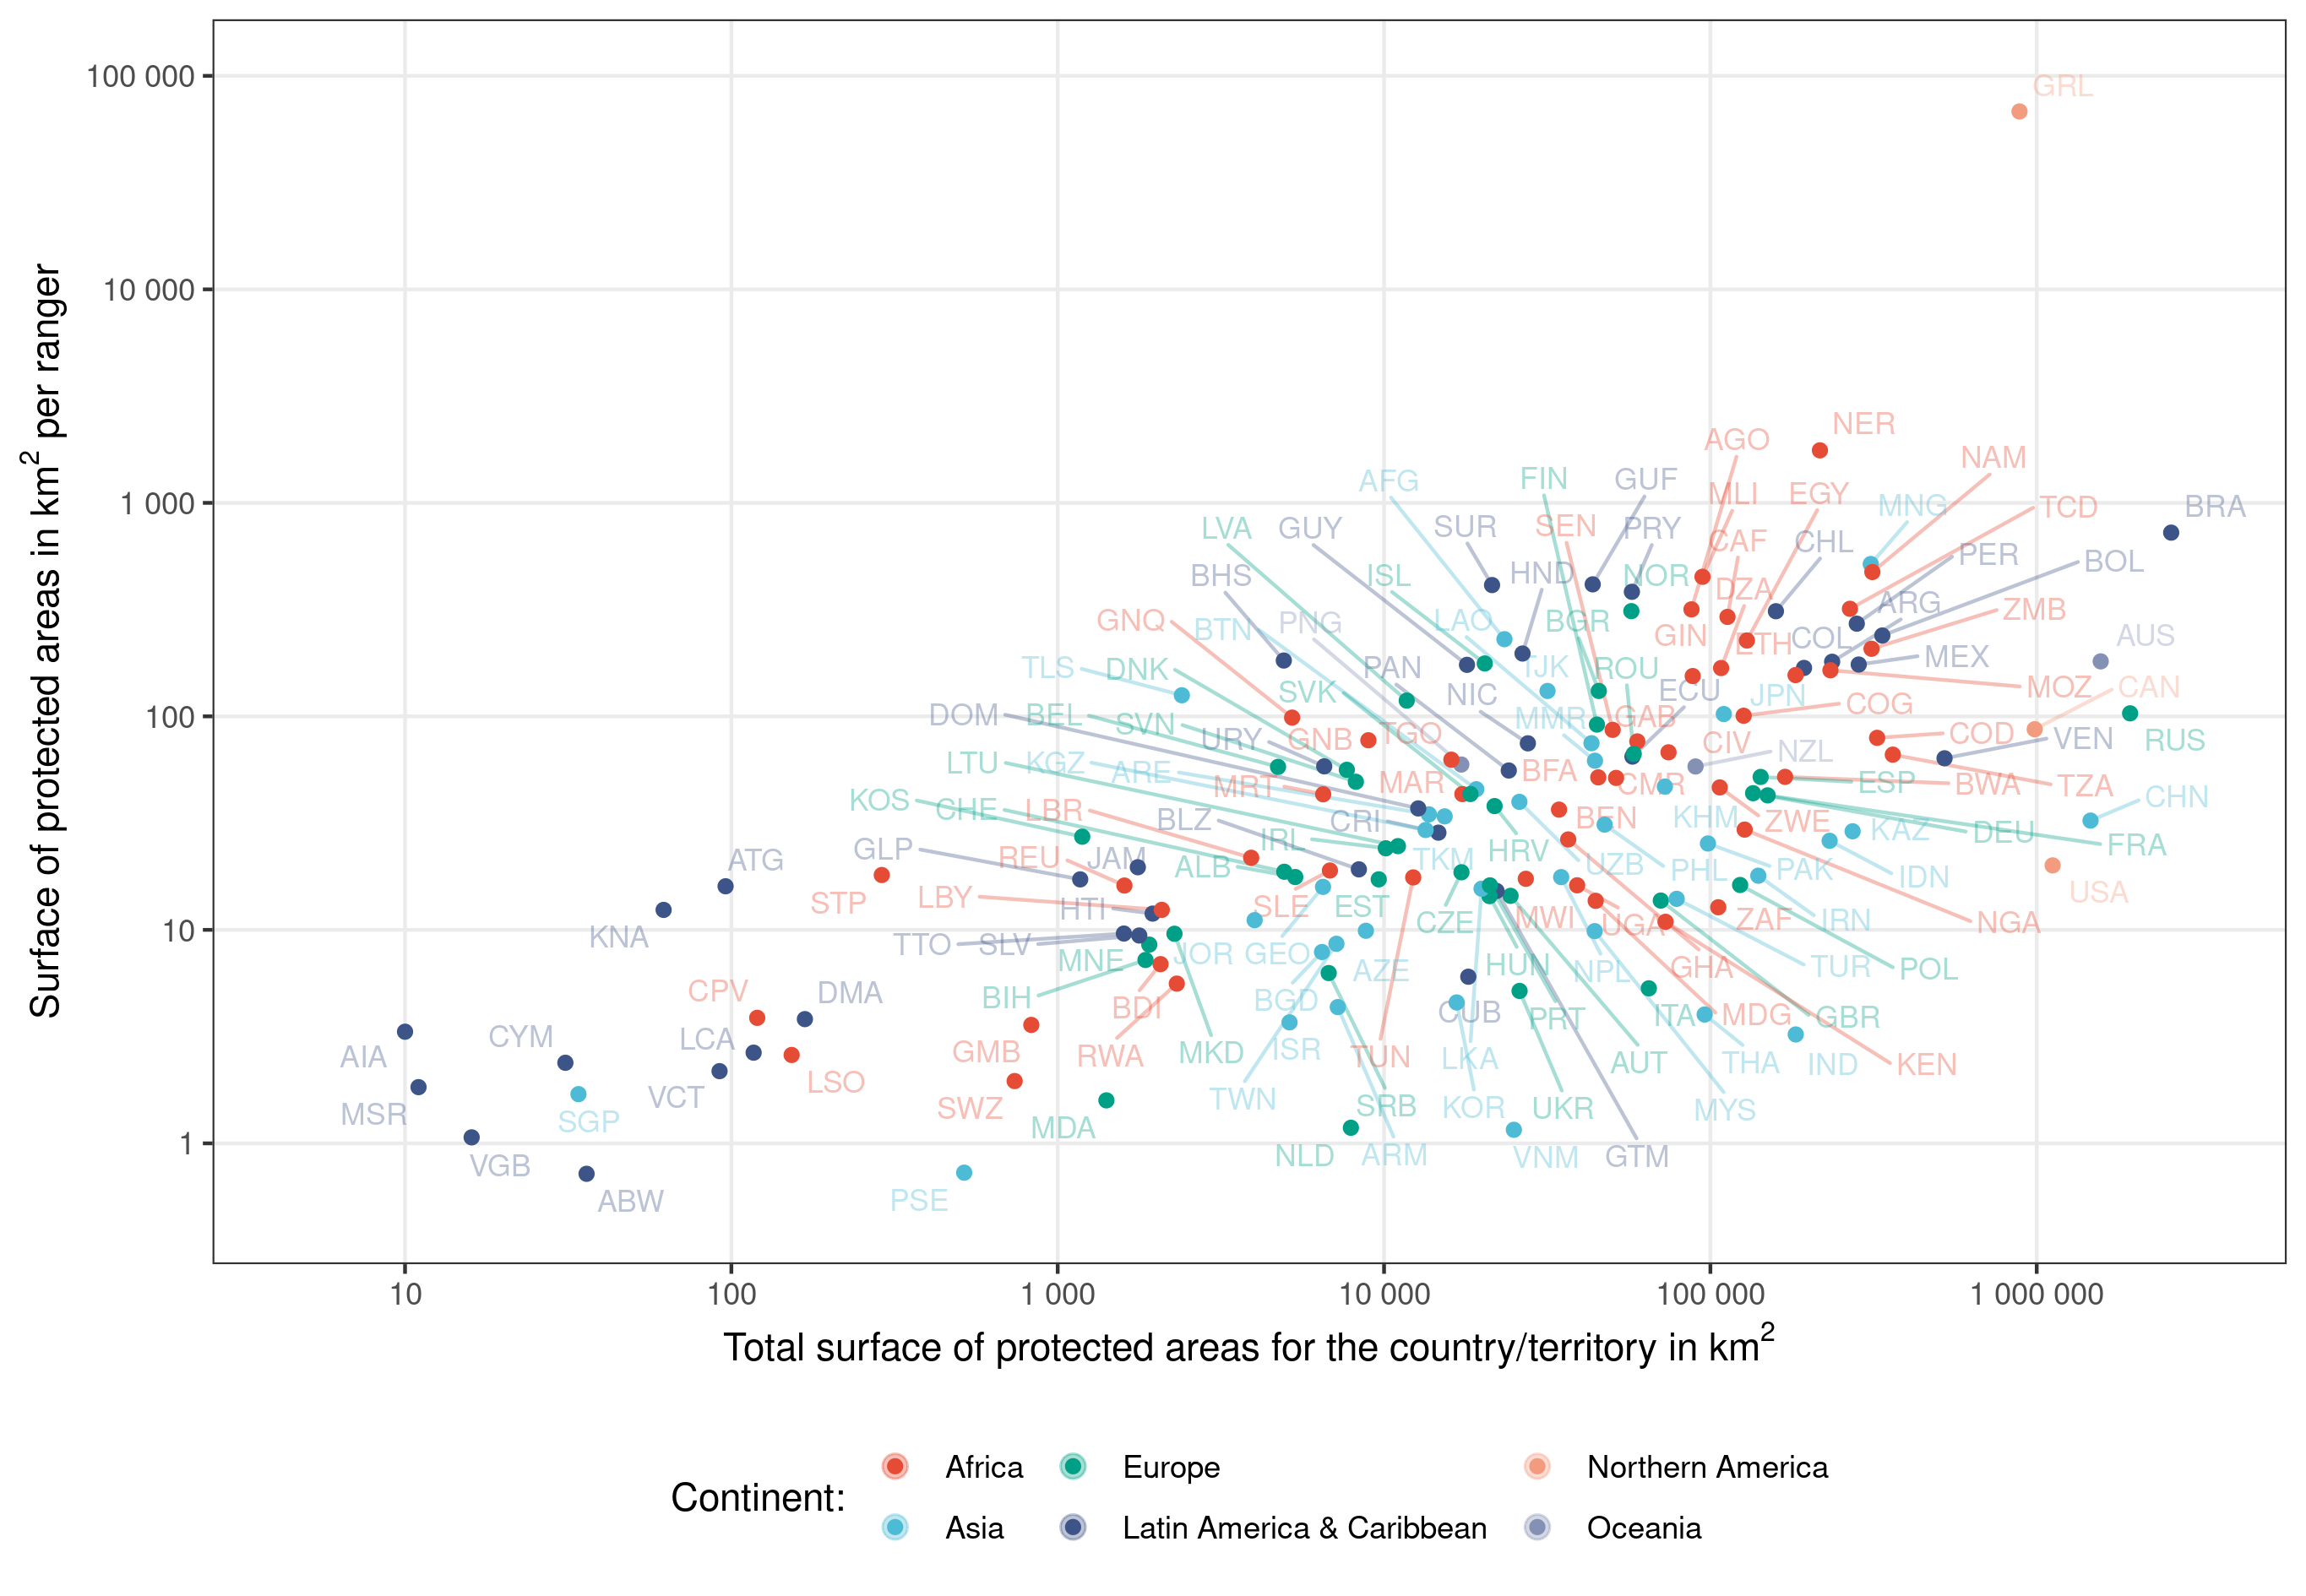 100 000
GRL
10 000
Surface of protected areas in km² per ranger
NER
AGO
NAM
FIN
GUF
AFG
MLI
EGY
1 000
MNG
TCD
BRA
LVA
GUY
SUR
SEN
PRY
CAF
CHL
PER
BOL
BHS
ISL
HND
NOR
DZA
ARG
ZMB
GNQ
BTN
PNG
LAO
BGR
GIN
ETH
COL
AUS
MEX
TLS
DNK
PAN
TJK
ROU
SVK
NIC
ECU
JPN
MOZ
CAN
COG
100
DOM
BEL
SVN
MMR
GAB
URY
GNB
TGO
CIV
NZL
COD
VEN
RUS
LTU
KGZ
ARE
MRT
MAR
BFA
CMR
ESP
BWA
TZA
CHN
KOS
CHE
LBR
BLZ
CRI
BEN
KHM
ZWE
KAZ
DEU
FRA
GLP
REU
JAM
IRL
TKM
HRV
UZB
PHL
PAK
IDN
ATG
ALB
STP
LBY
HTI
SLE
EST
CZE
MWI
UGA
ZAF
IRN
NGA
USA
10
KNA
TTO
SLV
MNE
JOR
GEO
AZE
HUN
NPL
GHA
TUR
POL
CPV
DMA
BIH
BDI
BGD
CUB
PRT
ITA
MDG
GBR
AIA
CYM
LCA
GMB
RWA
MKD
ISR
TUN
LKA
AUT
THA
IND
KEN
LSO
MSR
SGP
VCT
SWZ
MDA
TWN
SRB
KOR
UKR
MYS
1
VGB
ABW
PSE
NLD
ARM
VNM
GTM
10
100
1 000
10 000
100 000
1 000 000
Total surface of protected areas for the country/territory in km²
Continent:
Africa
Europe
Northern America
Asia
Latin America & Caribbean
Oceania